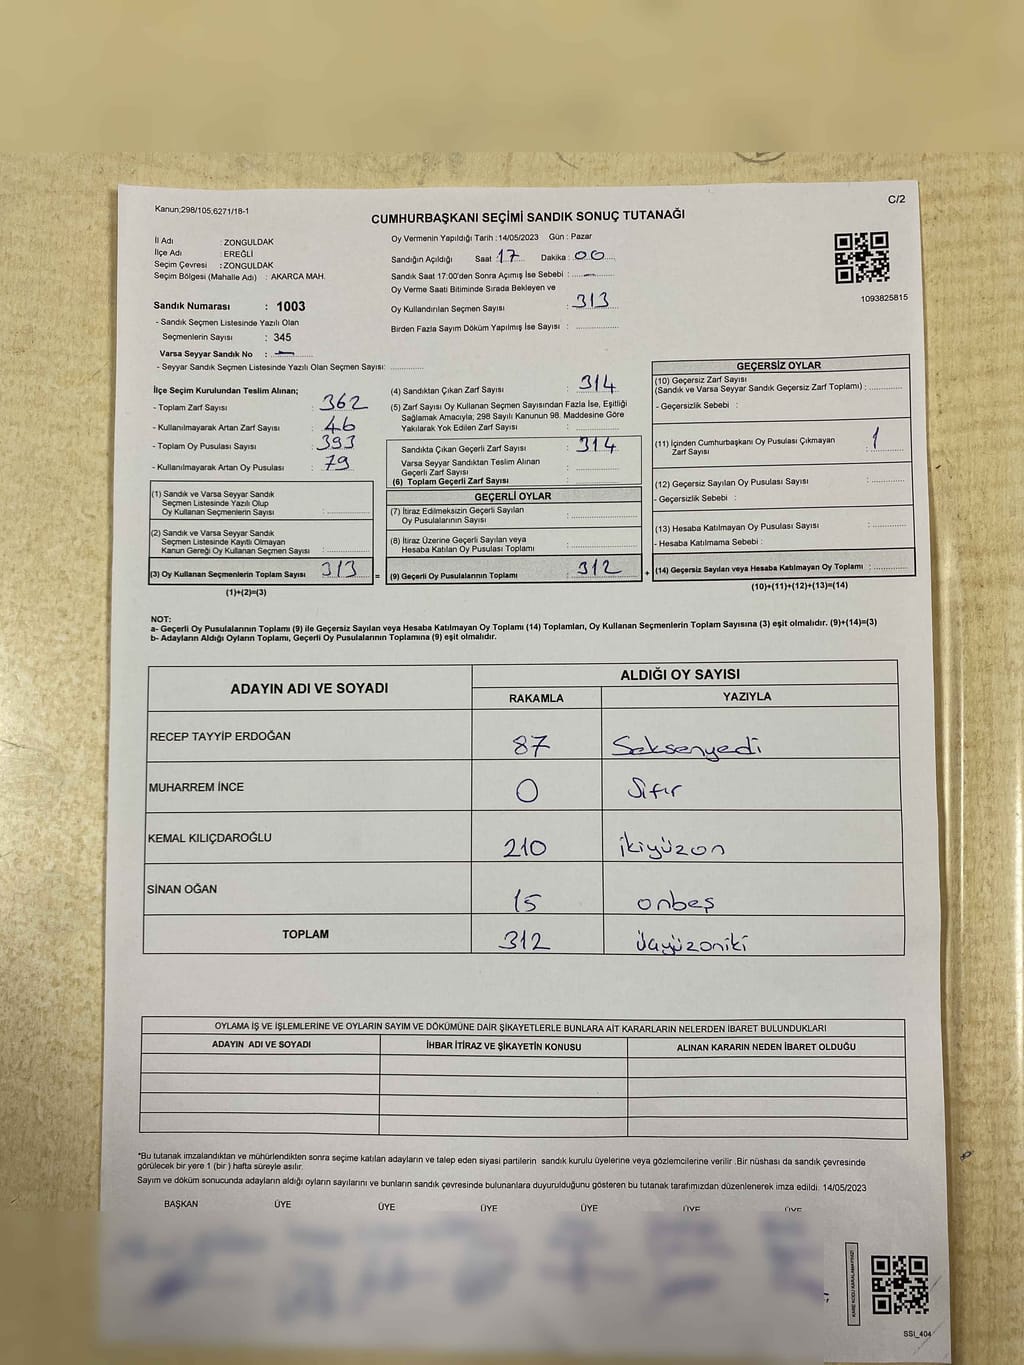 Kanun;298/105,6271/18-1
C/2
CUMHURBAŞKANI SEÇİMİ SANDIK SONUÇ TUTANAĞI
İl Adı : ZONGULDAK
İlçe Adı : EREĞLİ
Seçim Çevresi : ZONGULDAK
Seçim Bölgesi (Mahalle Adı) : AKARCA MAH.
Oy Vermenin Yapıldığı Tarih : 14/05/2023 Gün : Pazar
Sandığın Açıldığı Saat 17 Dakika : 00
Sandık Saat 17:00'den Sonra Açımış İse Sebebi : —
Oy Verme Saati Bitiminde Sırada Bekleyen ve
Oy Kullandırılan Seçmen Sayısı : 313
Birden Fazla Sayım Döküm Yapılmış İse Sayısı :
1093825815
Sandık Numarası : 1003
- Sandık Seçmen Listesinde Yazılı Olan
Seçmenlerin Sayısı : 345
Varsa Seyyar Sandık No : —
- Seyyar Sandık Seçmen Listesinde Yazılı Olan Seçmen Sayısı:
İlçe Seçim Kurulundan Teslim Alınan;
- Toplam Zarf Sayısı : 362
- Kullanılmayarak Artan Zarf Sayısı : 46
- Toplam Oy Pusulası Sayısı : 393
- Kullanılmayarak Artan Oy Pusulası : 79
(1) Sandık ve Varsa Seyyar Sandık
Seçmen Listesinde Yazılı Olup
Oy Kullanan Seçmenlerin Sayısı :
(2) Sandık ve Varsa Seyyar Sandık
Seçmen Listesinde Kayıtlı Olmayan
Kanun Gereği Oy Kullanan Seçmen Sayısı :
(3) Oy Kullanan Seçmenlerin Toplam Sayısı 313
(1)+(2)=(3)
(4) Sandıktan Çıkan Zarf Sayısı : 314
(5) Zarf Sayısı Oy Kullanan Seçmen Sayısından Fazla İse, Eşitliği
Sağlamak Amacıyla; 298 Sayılı Kanunun 98. Maddesine Göre
Yakılarak Yok Edilen Zarf Sayısı :
Sandıkta Çıkan Geçerli Zarf Sayısı : 314
Varsa Seyyar Sandıktan Teslim Alınan
Geçerli Zarf Sayısı :
(6) Toplam Geçerli Zarf Sayısı :
GEÇERLİ OYLAR
(7) İtiraz Edilmeksizin Geçerli Sayılan
Oy Pusulalarının Sayısı :
(8) İtiraz Üzerine Geçerli Sayılan veya
Hesaba Katılan Oy Pusulası Toplamı :
= (9) Geçerli Oy Pusulalarının Toplamı : 312 +
GEÇERSİZ OYLAR
(10) Geçersiz Zarf Sayısı
(Sandık ve Varsa Seyyar Sandık Geçersiz Zarf Toplamı) :
- Geçersizlik Sebebi :
(11) İçinden Cumhurbaşkanı Oy Pusulası Çıkmayan
Zarf Sayısı : 1
(12) Geçersiz Sayılan Oy Pusulası Sayısı :
- Geçersizlik Sebebi :
(13) Hesaba Katılmayan Oy Pusulası Sayısı :
- Hesaba Katılmama Sebebi :
(14) Geçersiz Sayılan veya Hesaba Katılmayan Oy Toplamı :
(10)+(11)+(12)+(13)=(14)
NOT:
a- Geçerli Oy Pusulalarının Toplamı (9) ile Geçersiz Sayılan veya Hesaba Katılmayan Oy Toplamı (14) Toplamları, Oy Kullanan Seçmenlerin Toplam Sayısına (3) eşit olmalıdır. (9)+(14)=(3)
b- Adayların Aldığı Oyların Toplamı, Geçerli Oy Pusulalarının Toplamına (9) eşit olmalıdır.
ADAYIN ADI VE SOYADI ALDIĞI OY SAYISI
RAKAMLA YAZIYLA
RECEP TAYYİP ERDOĞAN 87 Seksenyedi
MUHARREM İNCE 0 Sıfır
KEMAL KILIÇDAROĞLU 210 ikiyüzon
SİNAN OĞAN 15 onbeş
TOPLAM 312 üçyüzoniki
OYLAMA İŞ VE İŞLEMLERİNE VE OYLARIN SAYIM VE DÖKÜMÜNE DAİR ŞİKAYETLERLE BUNLARA AİT KARARLARIN NELERDEN İBARET BULUNDUKLARI
ADAYIN ADI VE SOYADI İHBAR İTİRAZ VE ŞİKAYETİN KONUSU ALINAN KARARIN NEDEN İBARET OLDUĞU
*Bu tutanak imzalandıktan ve mühürlendikten sonra seçime katılan adayların ve talep eden siyasi partilerin sandık kurulu üyelerine veya gözlemcilerine verilir .Bir nüshası da sandık çevresinde
görülecek bir yere 1 (bir ) hafta süreyle asılır.
Sayım ve döküm sonucunda adayların aldığı oyların sayılarını ve bunların sandık çevresinde bulunanlara duyurulduğunu gösteren bu tutanak tarafımızdan düzenlenerek imza edildi. 14/05/2023
BAŞKAN ÜYE ÜYE ÜYE ÜYE ÜYE ÜYE
KARE KODU KARALAMAYINIZ!
SSİ_404